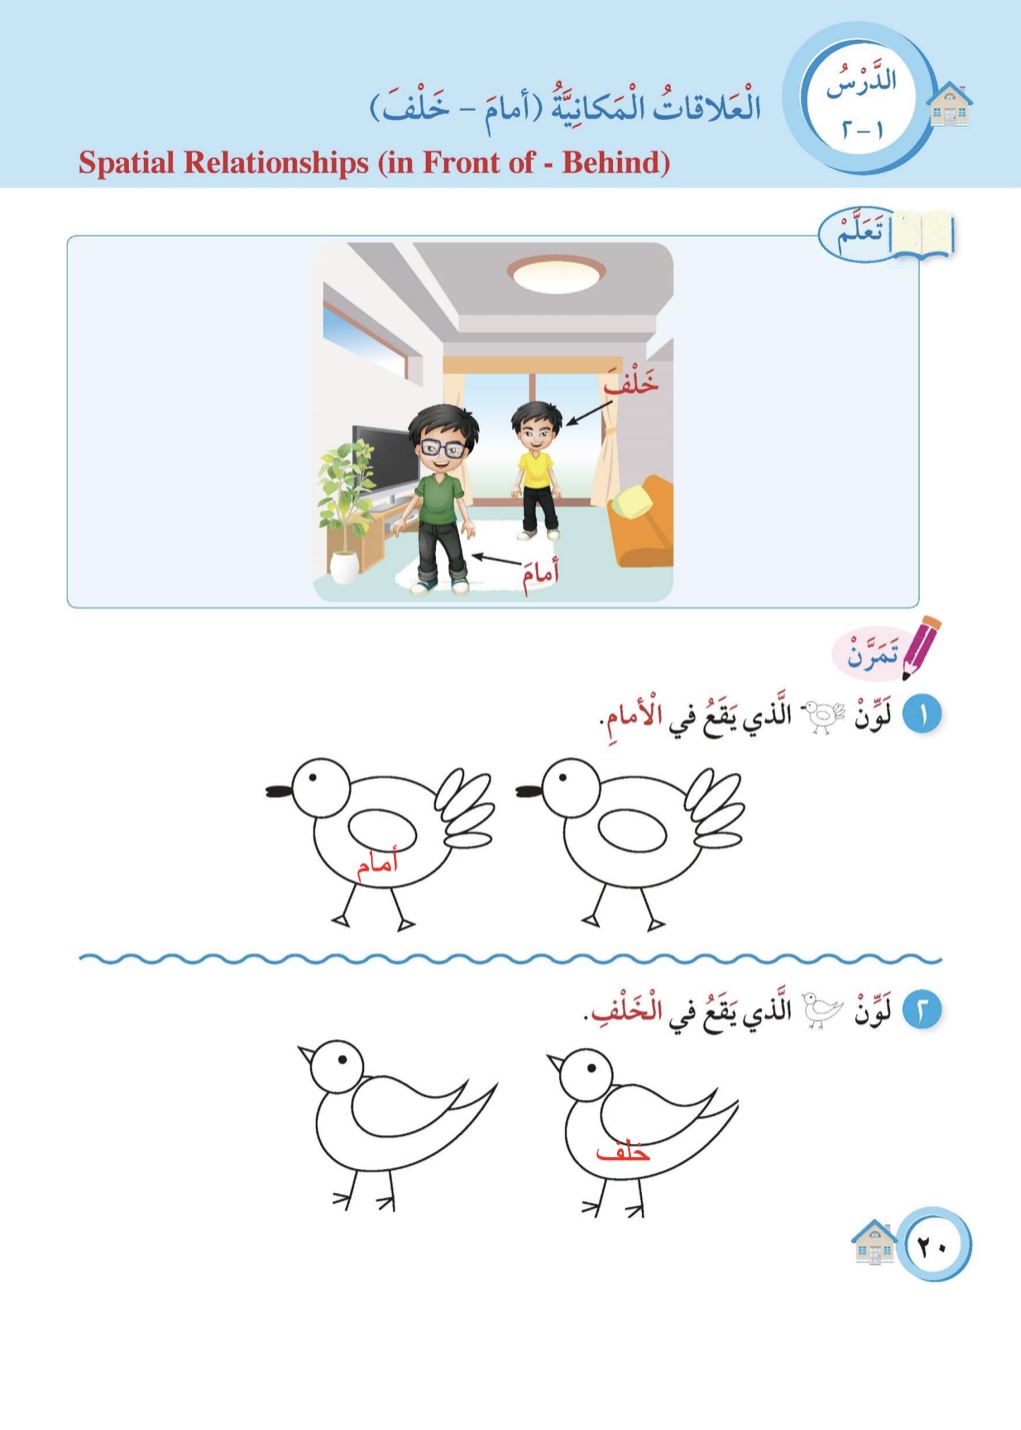 الدَّرْسُ
٢-١
الْعَلاقاتُ الْمَكانِيَّةُ (أمامَ - خَلْفَ)
Spatial Relationships (in Front of - Behind)
تَعَلَّمْ
خَلْفَ
أمامَ
تَمَرَّنْ
١ لَوِّنْ الَّذي يَقَعُ في الْأمامِ.
أمام
٢ لَوِّنْ الَّذي يَقَعُ في الْخَلْفِ.
خلف
٢٠